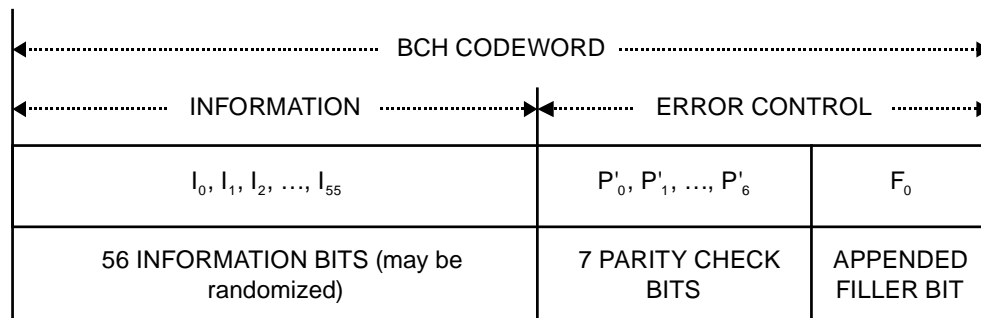 BCH CODEWORD
INFORMATION
ERROR CONTROL
I₀, I₁, I₂, …, I₅₅
P'₀, P'₁, …, P'₆
F₀
56 INFORMATION BITS (may be
randomized)
7 PARITY CHECK
BITS
APPENDED
FILLER BIT